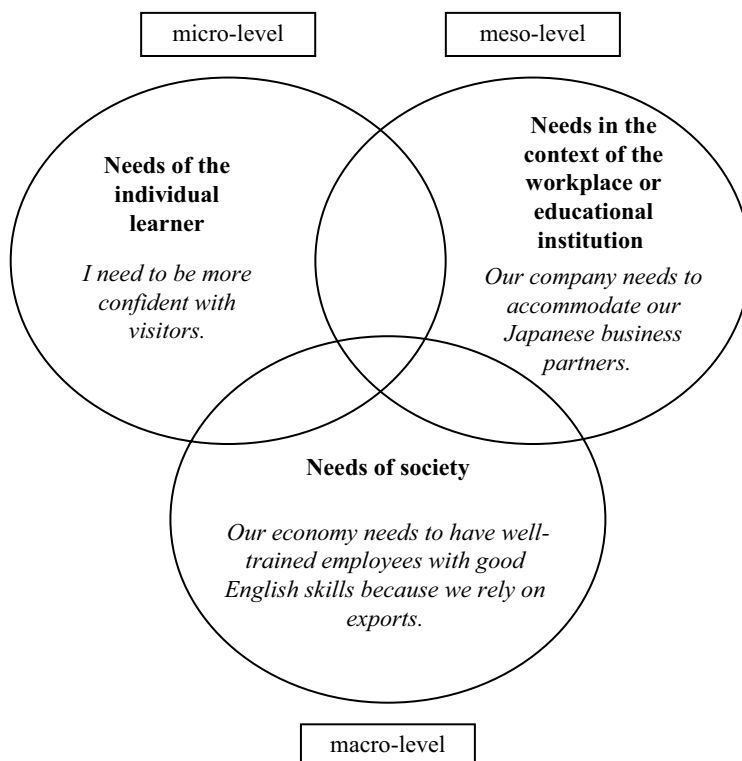 micro-level
meso-level
Needs of the
individual
learner
I need to be more
confident with
visitors.
Needs in the
context of the
workplace or
educational
institution
Our company needs to
accommodate our
Japanese business
partners.
Needs of society
Our economy needs to have well-
trained employees with good
English skills because we rely on
exports.
macro-level